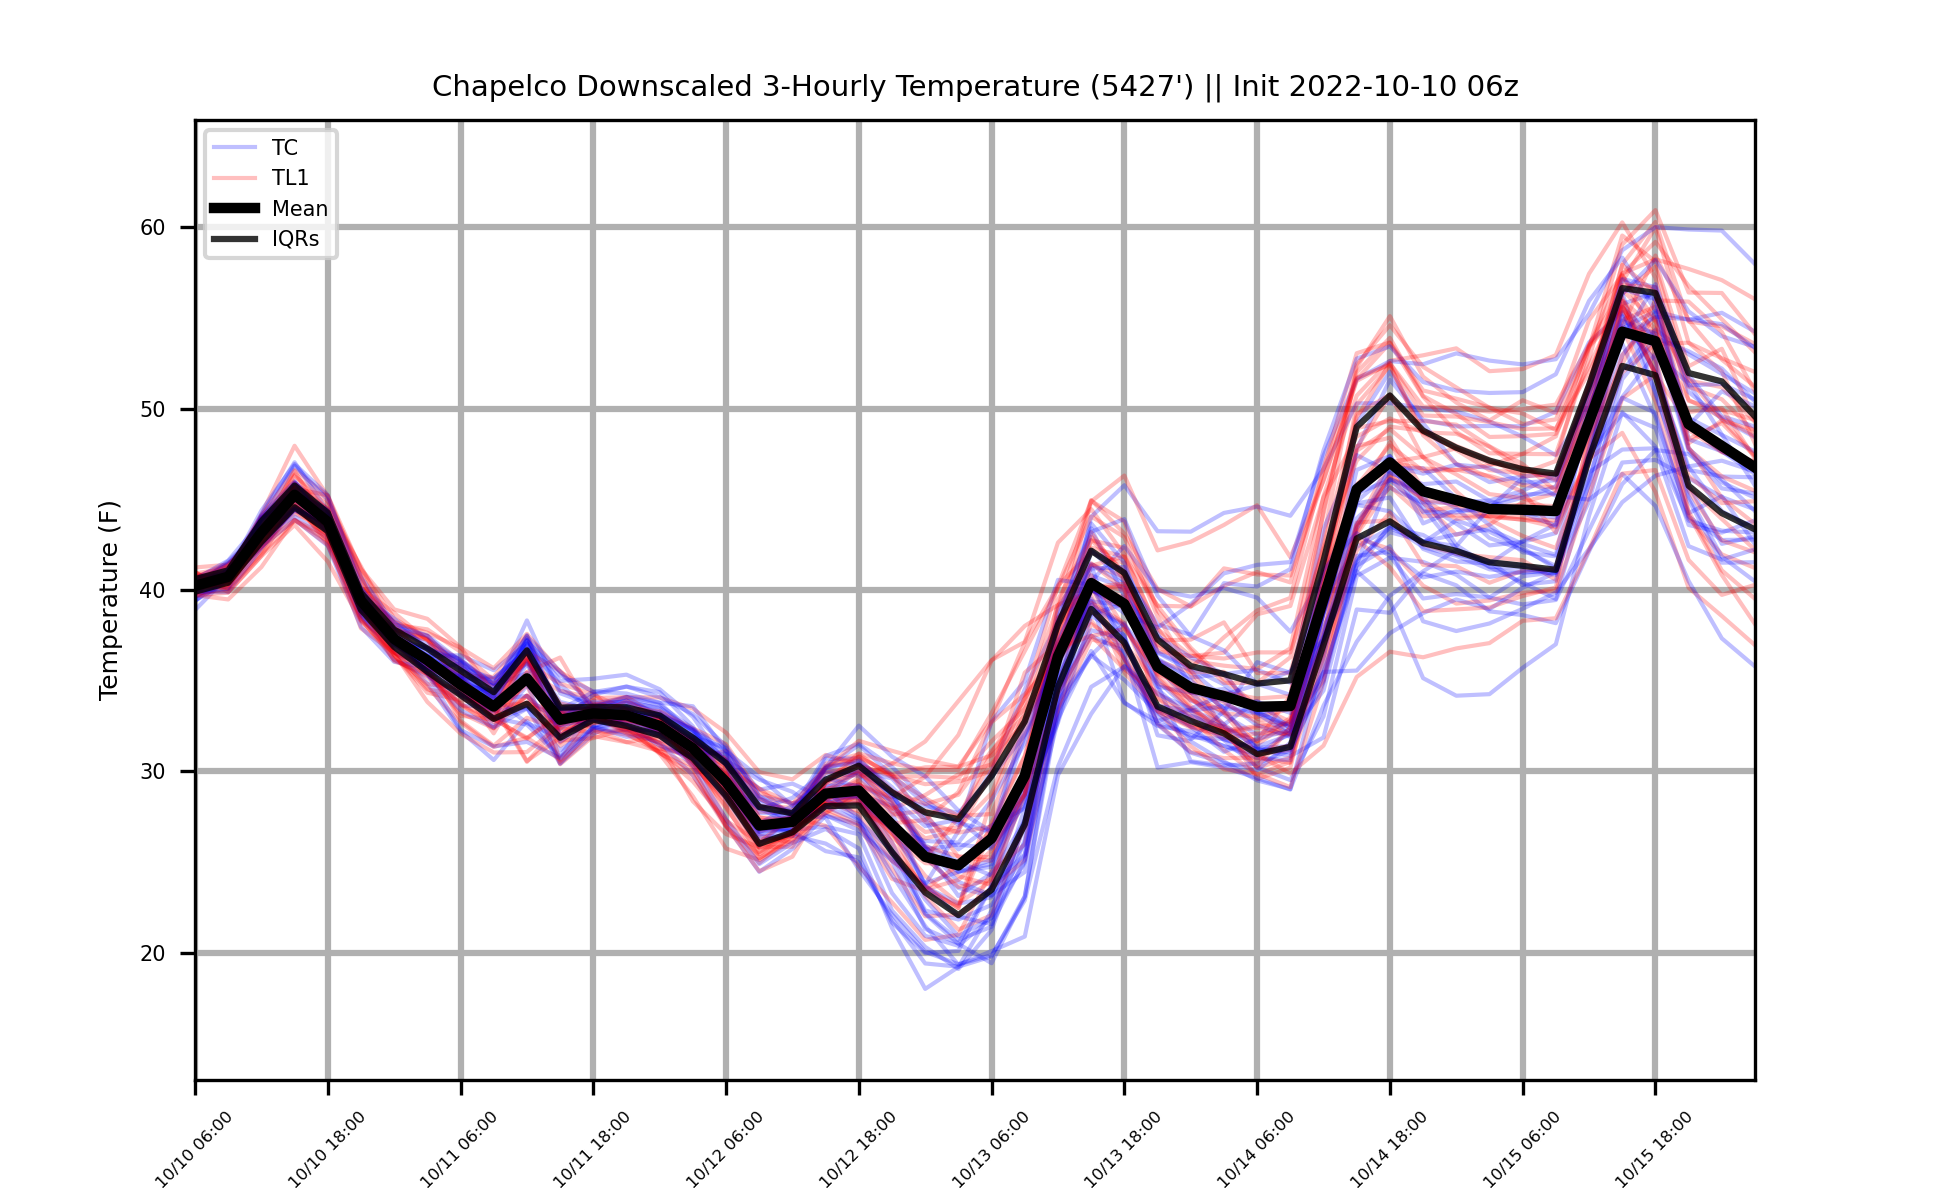 Chapelco Downscaled 3-Hourly Temperature (5427') || Init 2022-10-10 06z
TC
TL1
Mean
IQRs
Temperature (F)
60
50
40
30
20
10/10 06:00
10/10 18:00
10/11 06:00
10/11 18:00
10/12 06:00
10/12 18:00
10/13 06:00
10/13 18:00
10/14 06:00
10/14 18:00
10/15 06:00
10/15 18:00